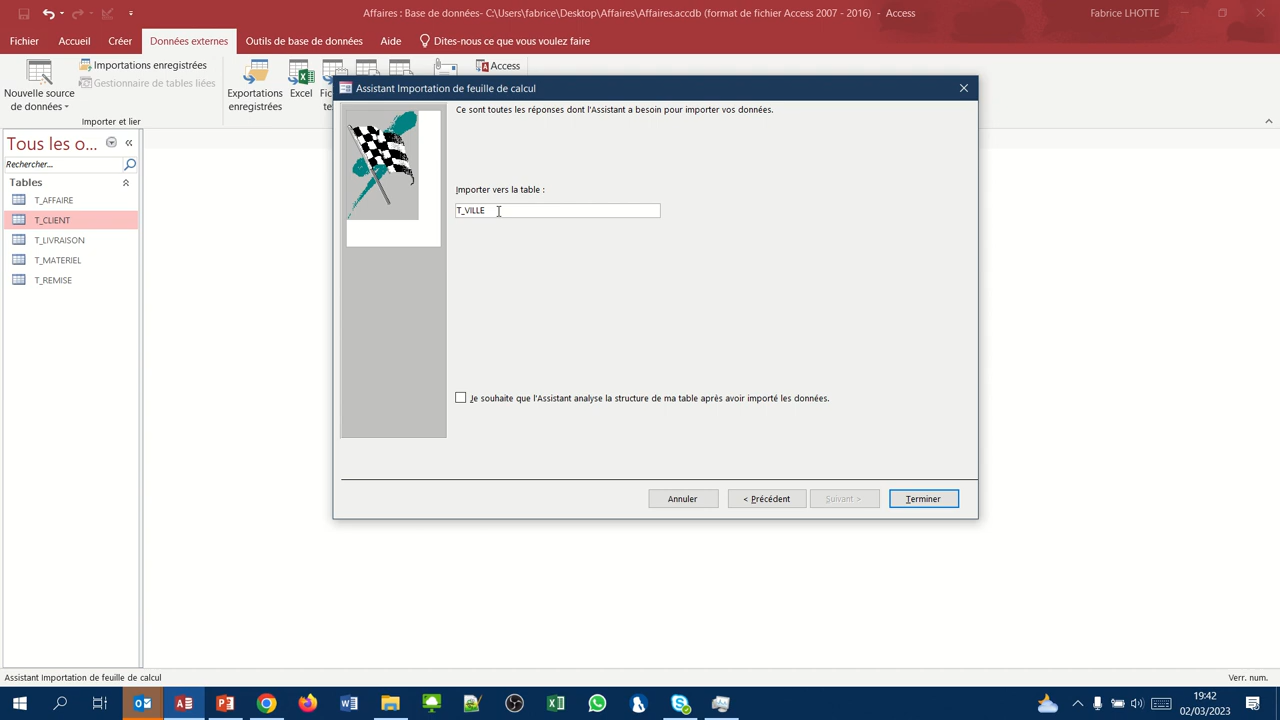 Affaires : Base de données- C:\Users\fabrice\Desktop\Affaires\Affaires.accdb (format de fichier Access 2007 - 2016) - Access
Fabrice LHOTTE
Fichier
Accueil
Créer
Données externes
Outils de base de données
Aide
Dites-nous ce que vous voulez faire
Nouvelle source
de données
Importations enregistrées
Gestionnaire de tables liées
Importer et lier
Exportations
enregistrées
Excel
Access
Assistant Importation de feuille de calcul
Tous les o...
Rechercher...
Tables
T_AFFAIRE
T_CLIENT
T_LIVRAISON
T_MATERIEL
T_REMISE
Ce sont toutes les réponses dont l'Assistant a besoin pour importer vos données.
Importer vers la table :
T_VILLE
Je souhaite que l'Assistant analyse la structure de ma table après avoir importé les données.
Annuler
< Précédent
Suivant >
Terminer
Assistant Importation de feuille de calcul
Verr. num.
19:42
02/03/2023